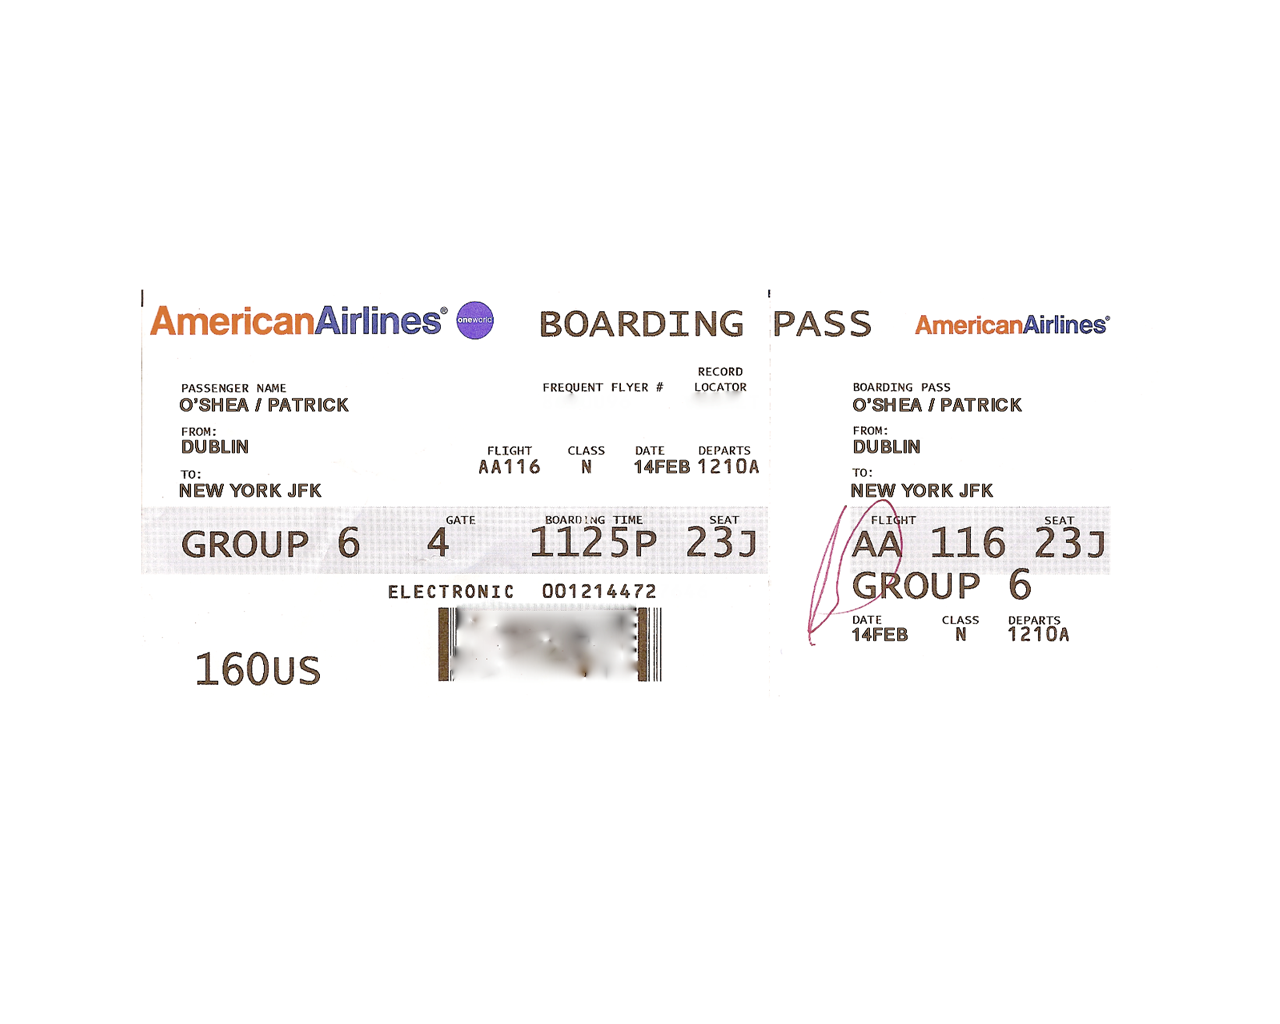 AmericanAirlines® oneworld BOARDING PASS AmericanAirlines®
RECORD
PASSENGER NAME FREQUENT FLYER # LOCATOR BOARDING PASS
O'SHEA / PATRICK O'SHEA / PATRICK
FROM: FROM:
DUBLIN DUBLIN
FLIGHT CLASS DATE DEPARTS
AA116 N 14FEB 1210A
TO: TO:
NEW YORK JFK NEW YORK JFK
GATE BOARDING TIME SEAT FLIGHT SEAT
GROUP 6 4 1125P 23J AA 116 23J
ELECTRONIC 001214472 GROUP 6
DATE CLASS DEPARTS
14FEB N 1210A
160US